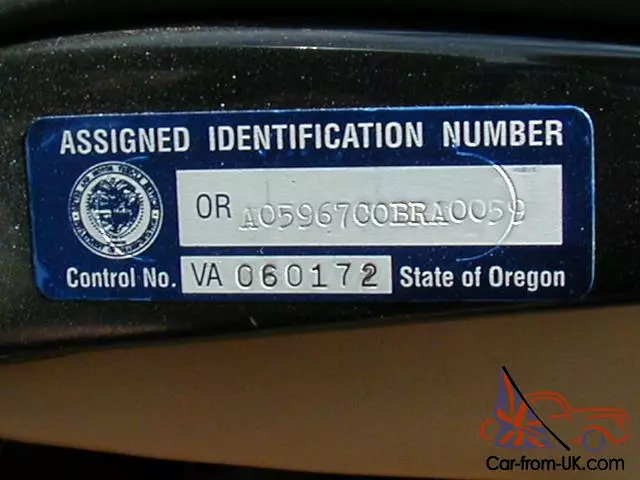 ASSIGNED IDENTIFICATION NUMBER
OR A05967COBRA0059
Control No. VA 060172 State of Oregon
Car-from-UK.com